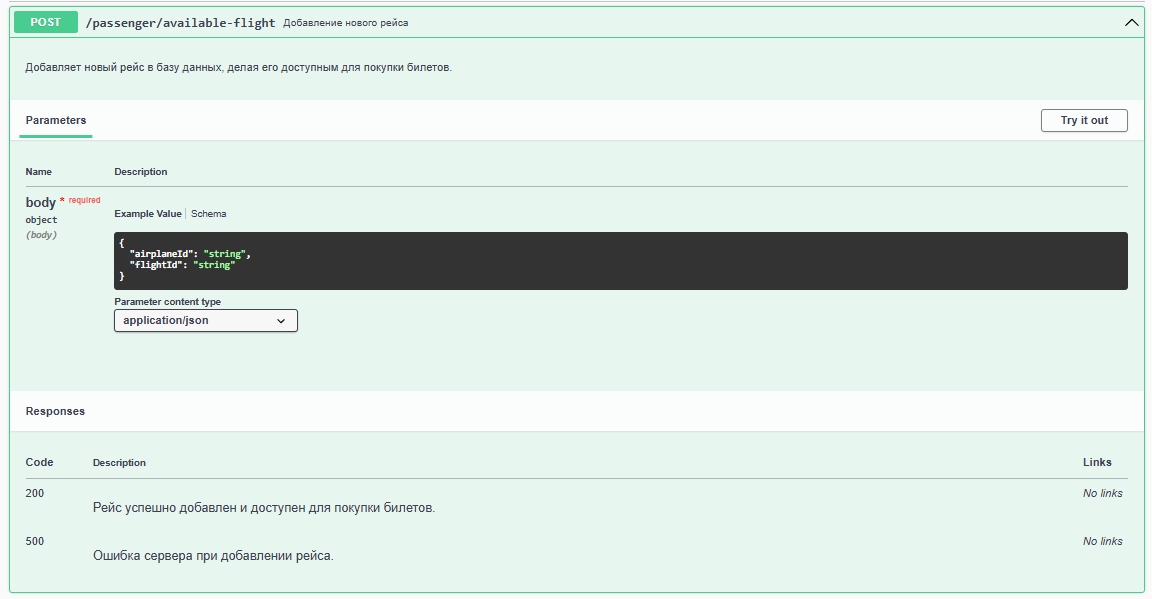 POST /passenger/available-flight Добавление нового рейса
Добавляет новый рейс в базу данных, делая его доступным для покупки билетов.
Parameters
Try it out
Name Description
body * required
object
(body)
Example Value Schema
{
"airplaneId": "string",
"flightId": "string"
}
Parameter content type
application/json
Responses
Code Description Links
200 No links
Рейс успешно добавлен и доступен для покупки билетов.
500 No links
Ошибка сервера при добавлении рейса.